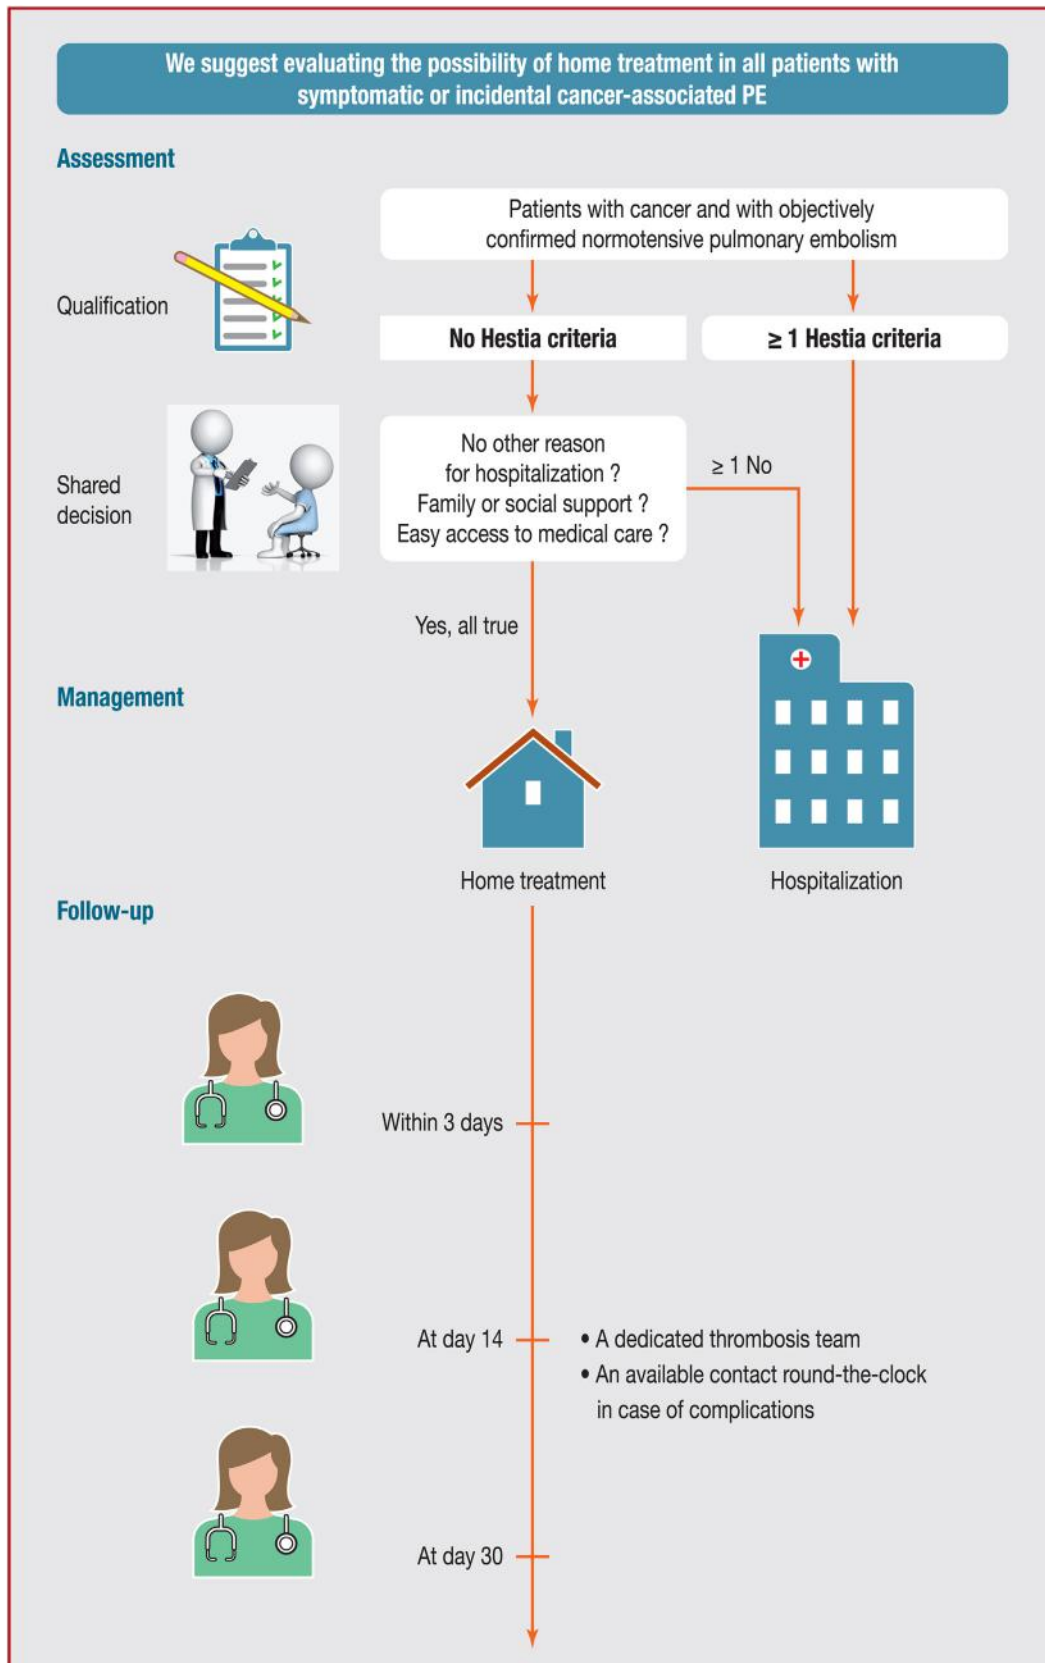 We suggest evaluating the possibility of home treatment in all patients with
symptomatic or incidental cancer-associated PE
Assessment
Patients with cancer and with objectively
confirmed normotensive pulmonary embolism
Qualification
No Hestia criteria
≥ 1 Hestia criteria
No other reason
for hospitalization ?
Family or social support ?
Easy access to medical care ?
≥ 1 No
Shared
decision
Yes, all true
Management
Home treatment
Hospitalization
Follow-up
Within 3 days
At day 14
• A dedicated thrombosis team
• An available contact round-the-clock
in case of complications
At day 30